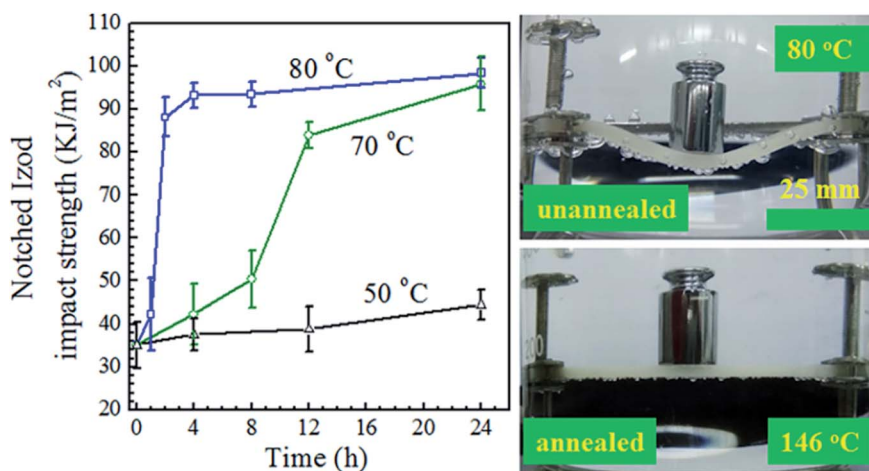 Notched Izod
impact strength (KJ/m²)
110
100
90
80
70
60
50
40
30
20
80 °C
70 °C
50 °C
0
4
8
12
16
20
24
Time (h)
80 °C
unannealed
25 mm
annealed
146 °C